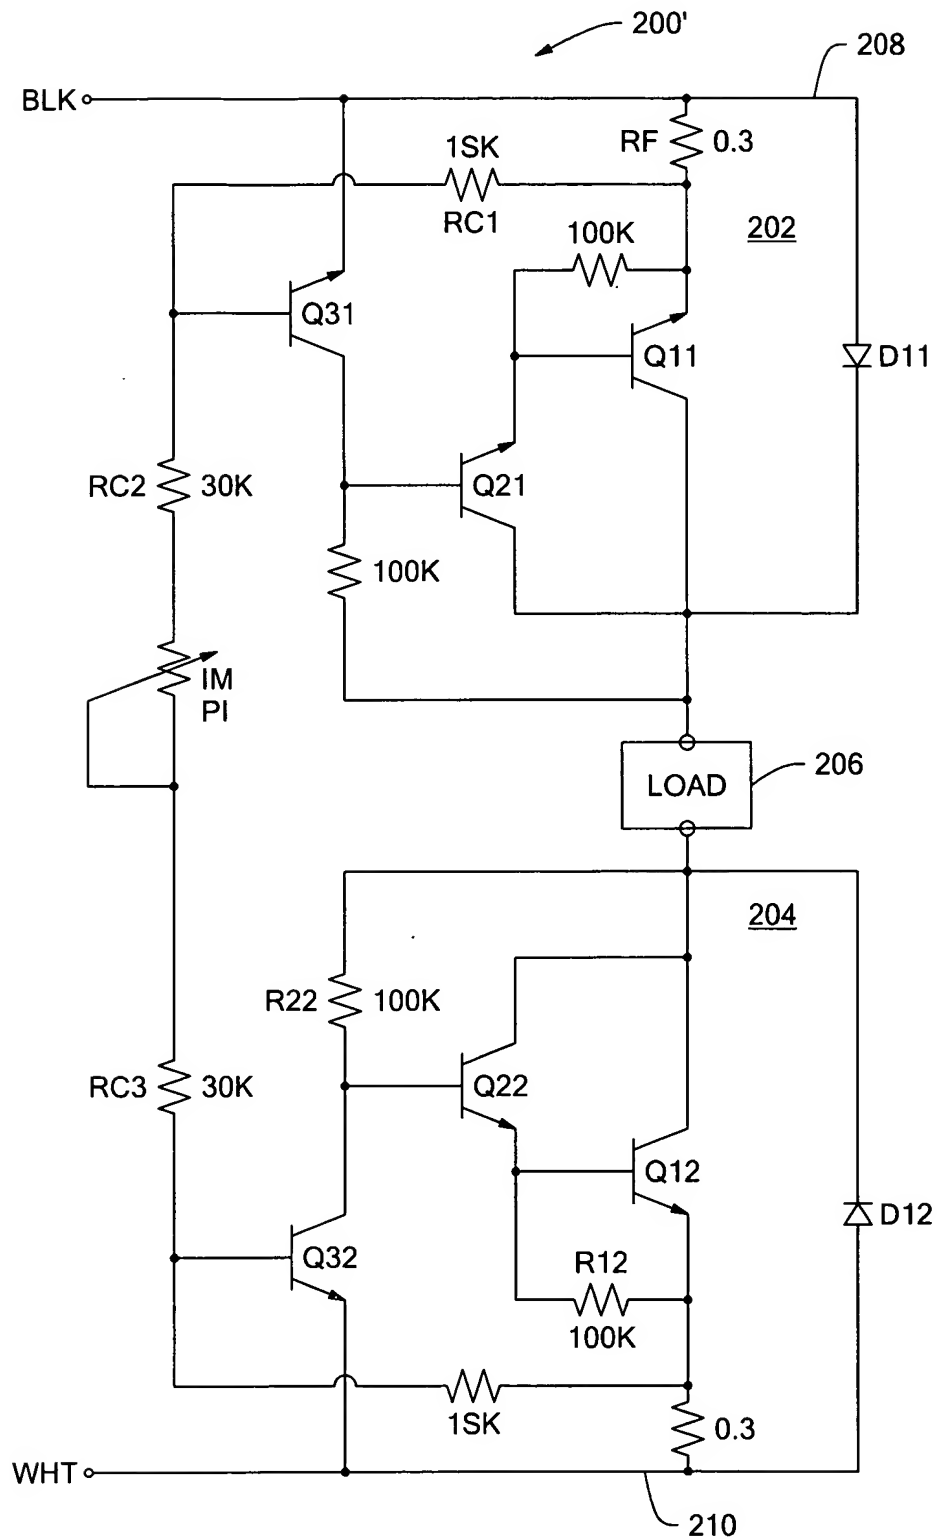 200'
208
BLK
RF 0.3
1SK
RC1
202
100K
Q31
Q11
D11
RC2 30K
Q21
100K
IM
PI
LOAD
206
204
R22 100K
RC3 30K
Q22
Q12
D12
Q32
R12
100K
1SK
0.3
WHT
210